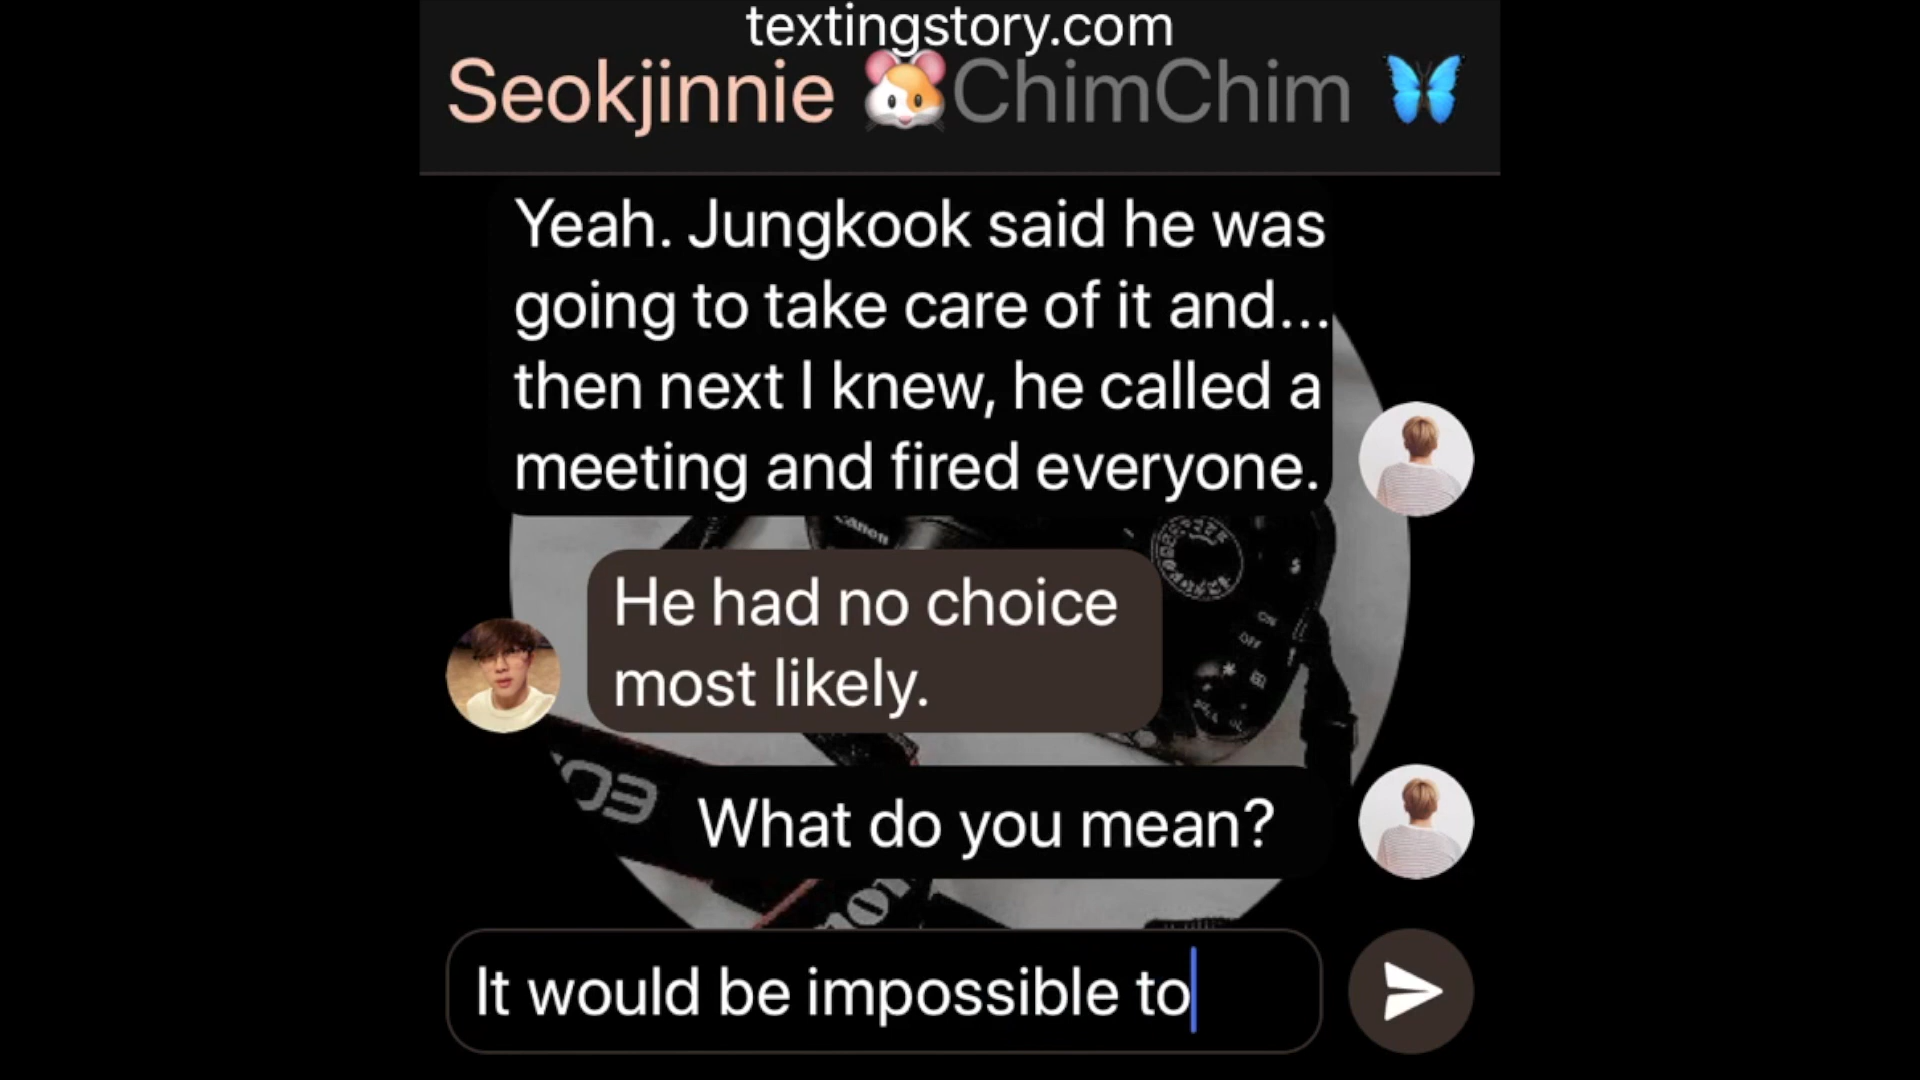 textingstory.com
Seokjinnie 🐹 ChimChim 🦋
Yeah. Jungkook said he was
going to take care of it and...
then next I knew, he called a
meeting and fired everyone.
Canon
He had no choice
most likely.
EOS
What do you mean?
It would be impossible to